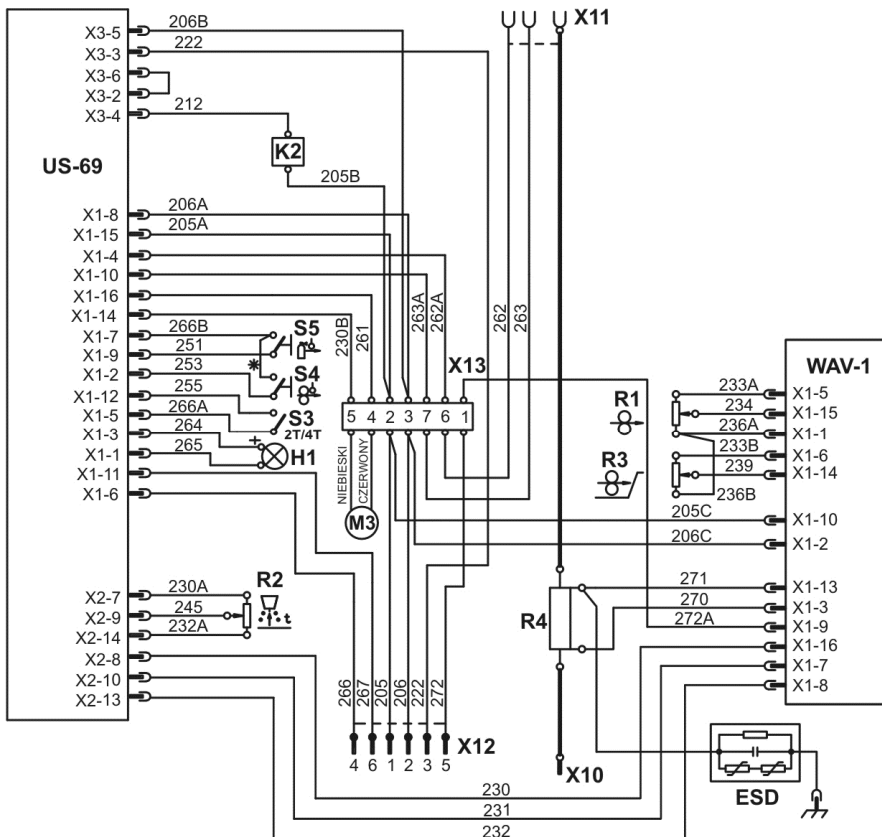 206B
X11
X3-5
222
X3-3
X3-6
X3-2
212
X3-4
K2
US-69
205B
206A
X1-8
205A
X1-15
X1-4
X1-10
X1-16
X1-14
230B
261
263A
262A
262
263
266B
S5
X1-7
251
X1-9
253
*
S4
X1-2
255
X1-12
266A
S3
X1-5
2T/4T
264
+
X1-3
265
H1
X1-1
X1-11
X1-6
X13
5 4 2 3 7 6 1
NIEBIESKI
CZERWONY
M3
WAV-1
233A
X1-5
R1
234
X1-15
236A
X1-1
233B
X1-6
R3
239
X1-14
236B
205C
X1-10
206C
X1-2
271
X1-13
270
X1-3
R4
272A
X1-9
X1-16
X1-7
X1-8
230A
R2
X2-7
245
t
X2-9
232A
X2-14
X2-8
X2-10
X2-13
266
267
205
206
222
272
X12
4 6 1 2 3 5
X10
ESD
230
231
232